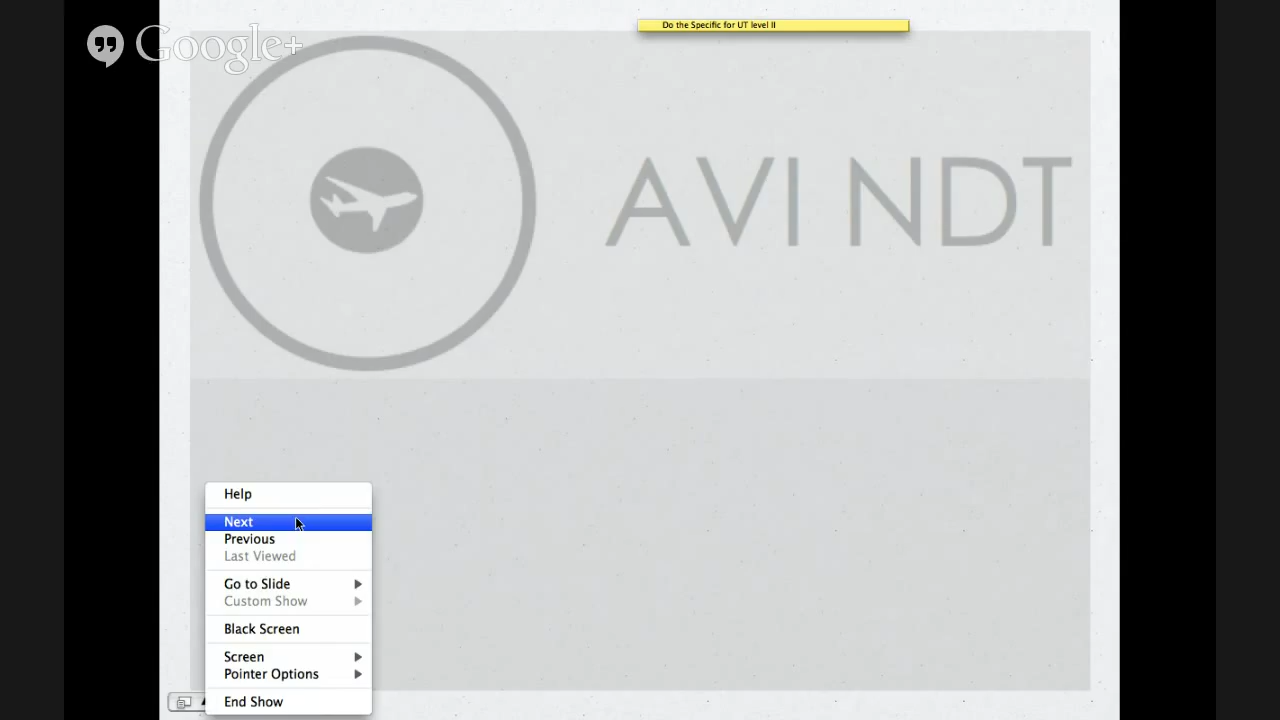 Do the Specific for UT level II
Google+
AVI NDT
Help
Next
Previous
Last Viewed
Go to Slide
Custom Show
Black Screen
Screen
Pointer Options
End Show